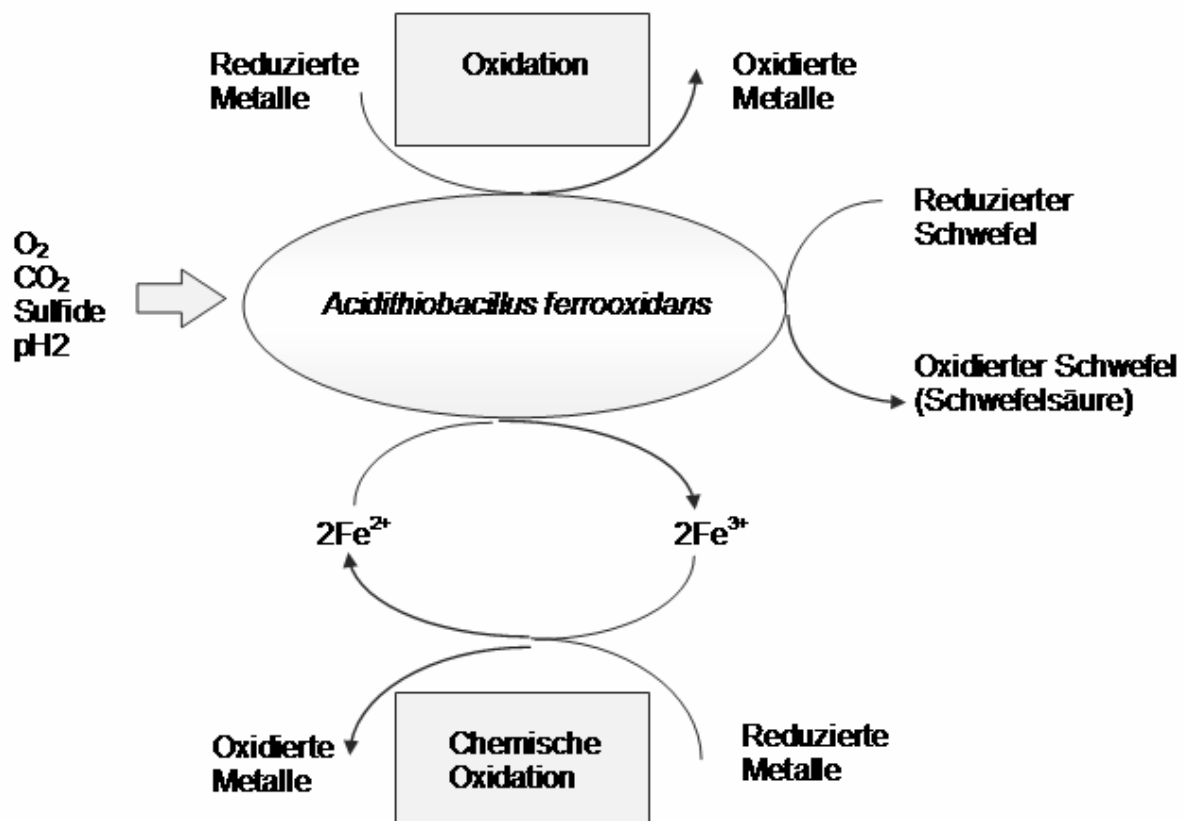 Reduzierte
Metalle
Oxidation
Oxidierte
Metalle
O₂
CO₂
Sulfide
pH2
Acidithiobacillus ferrooxidans
Reduzierter
Schwefel
Oxidierter Schwefel
(Schwefelsäure)
2Fe²⁺
2Fe³⁺
Oxidierte
Metalle
Chemische
Oxidation
Reduzierte
Metalle